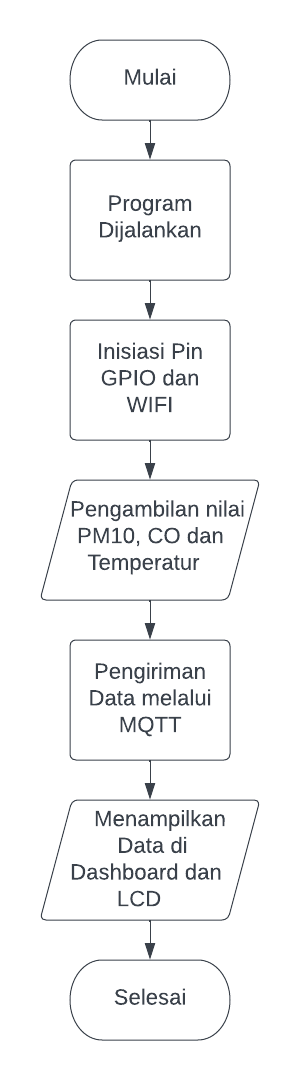 Mulai
Program
Dijalankan
Inisiasi Pin
GPIO dan
WIFI
Pengambilan nilai
PM10, CO dan
Temperatur
Pengiriman
Data melalui
MQTT
Menampilkan
Data di
Dashboard dan
LCD
Selesai